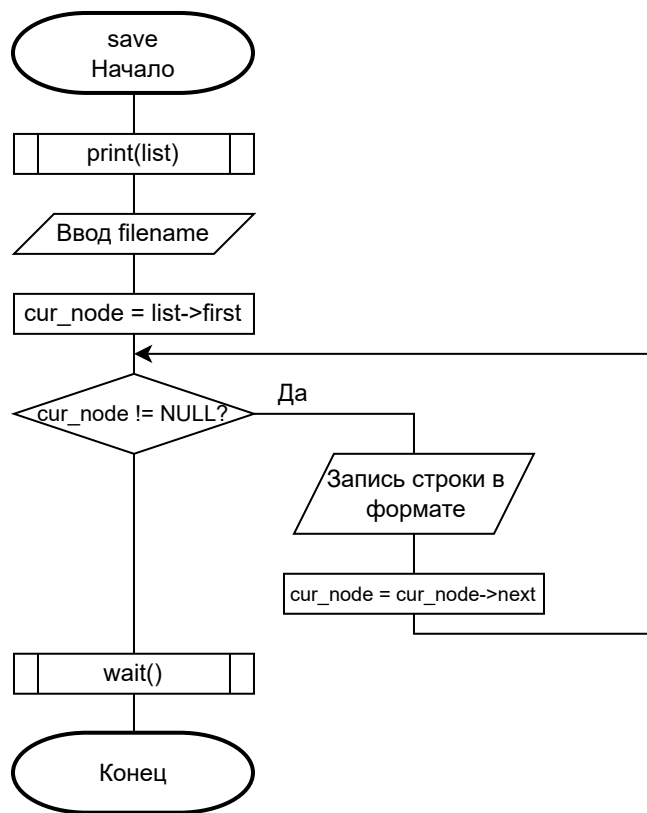 save
Начало
print(list)
Ввод filename
cur_node = list->first
cur_node != NULL?
Да
Запись строки в
формате
cur_node = cur_node->next
wait()
Конец